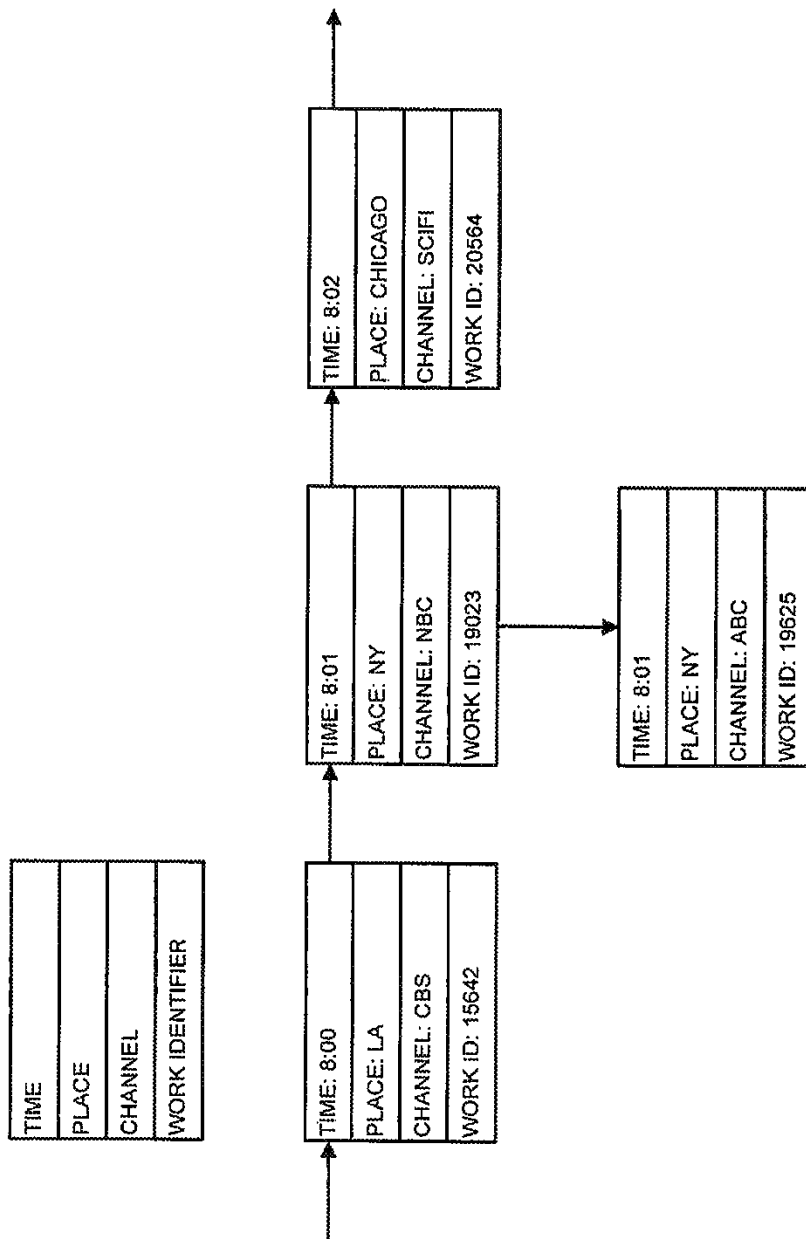 TIME
PLACE
CHANNEL
WORK IDENTIFIER
TIME: 8:00
PLACE: LA
CHANNEL: CBS
WORK ID: 15642
TIME: 8:01
PLACE: NY
CHANNEL: NBC
WORK ID: 19023
TIME: 8:02
PLACE: CHICAGO
CHANNEL: SCIFI
WORK ID: 20564
TIME: 8:01
PLACE: NY
CHANNEL: ABC
WORK ID: 19625